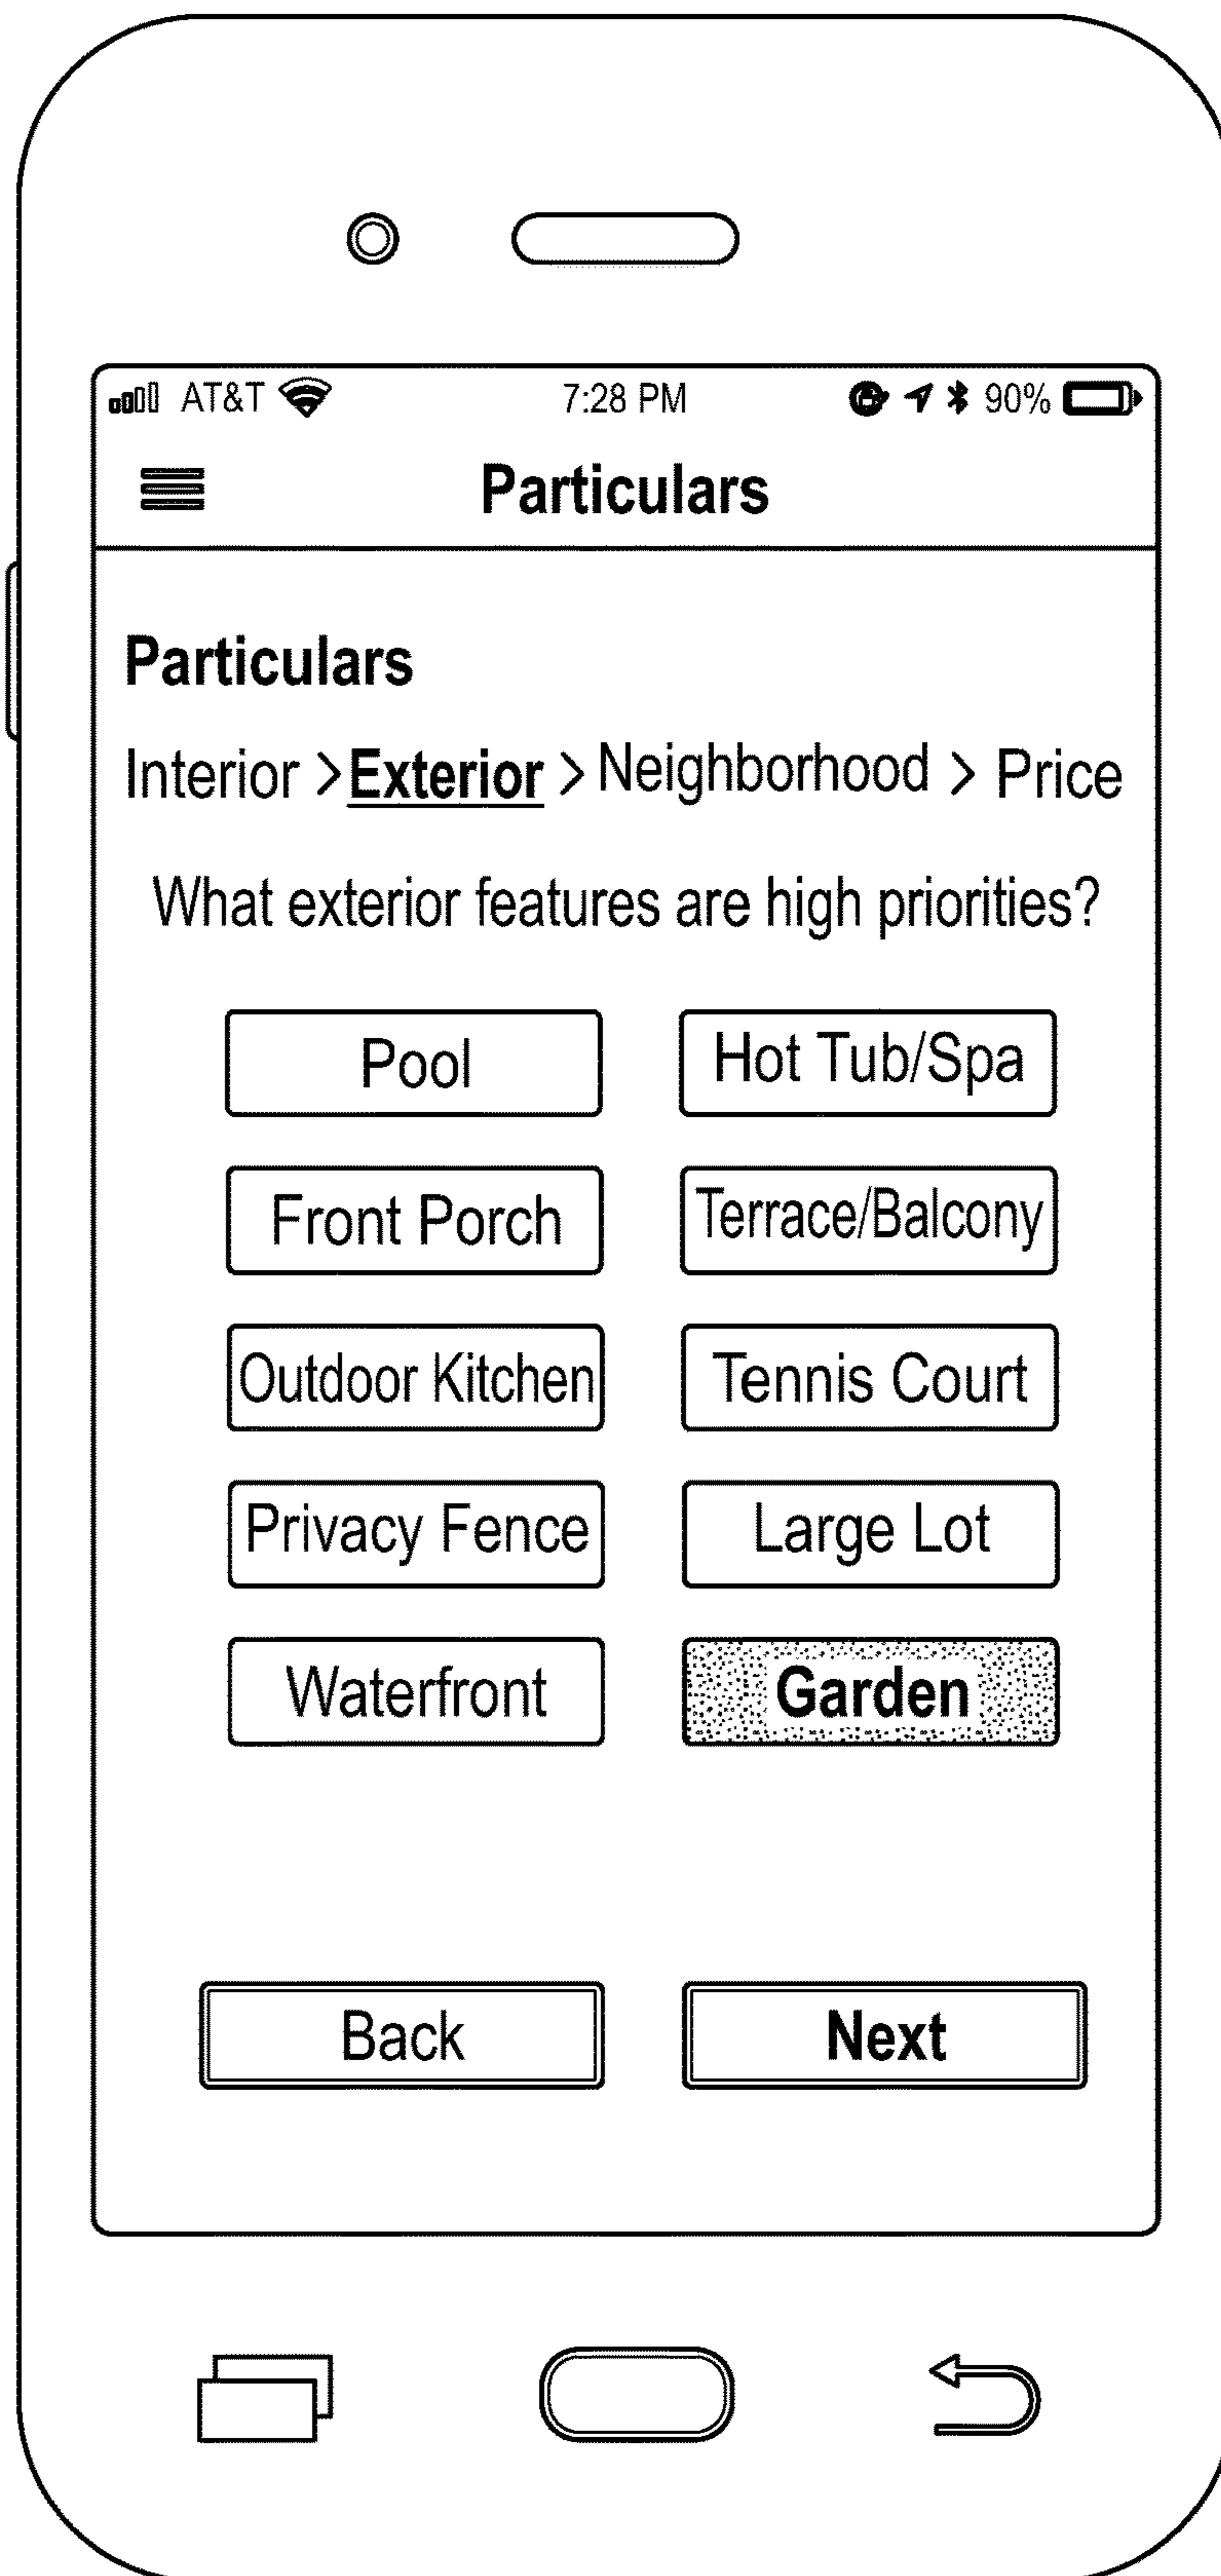 AT&T 7:28 PM 90%
Particulars
Particulars
Interior > Exterior > Neighborhood > Price
What exterior features are high priorities?
Pool Hot Tub/Spa
Front Porch Terrace/Balcony
Outdoor Kitchen Tennis Court
Privacy Fence Large Lot
Waterfront Garden
Back Next